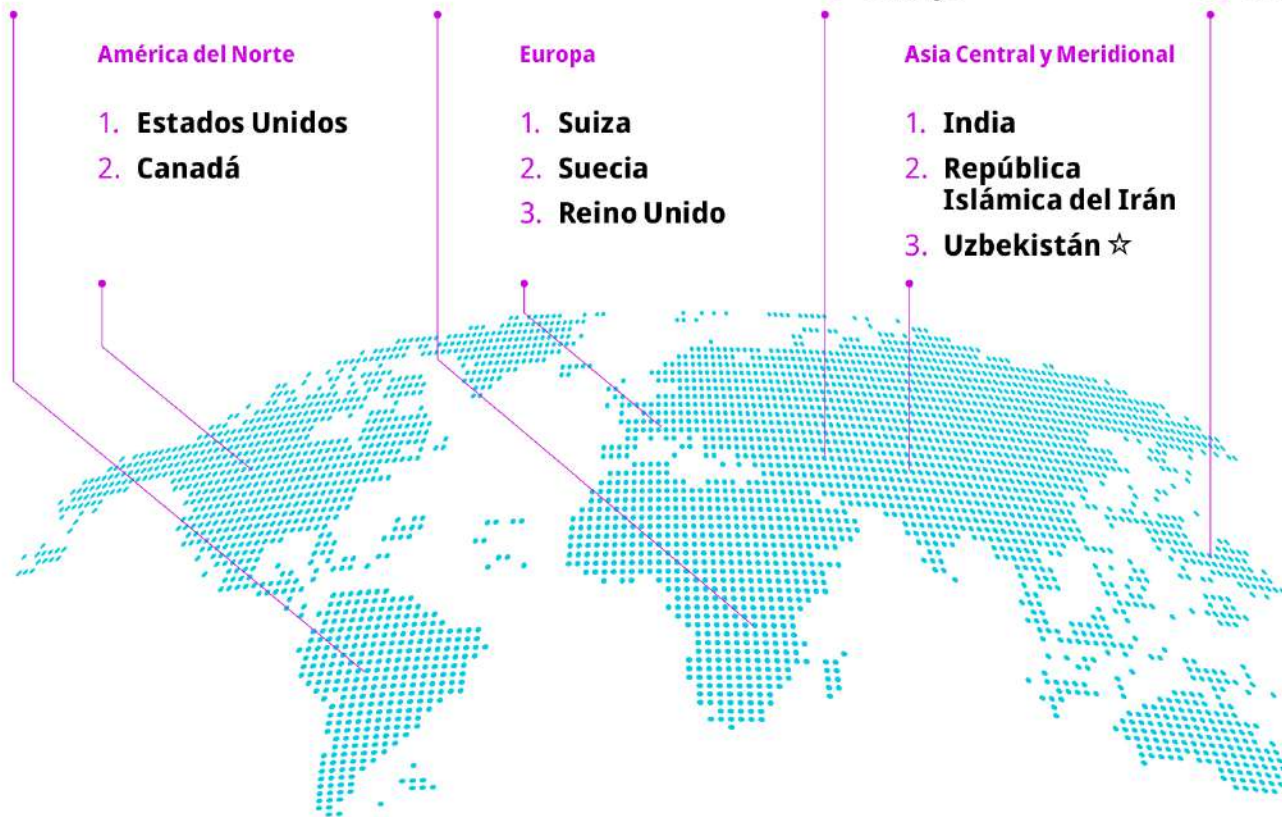 América del Norte
1. Estados Unidos
2. Canadá
Europa
1. Suiza
2. Suecia
3. Reino Unido
Asia Central y Meridional
1. India
2. República
Islámica del Irán
3. Uzbekistán ☆